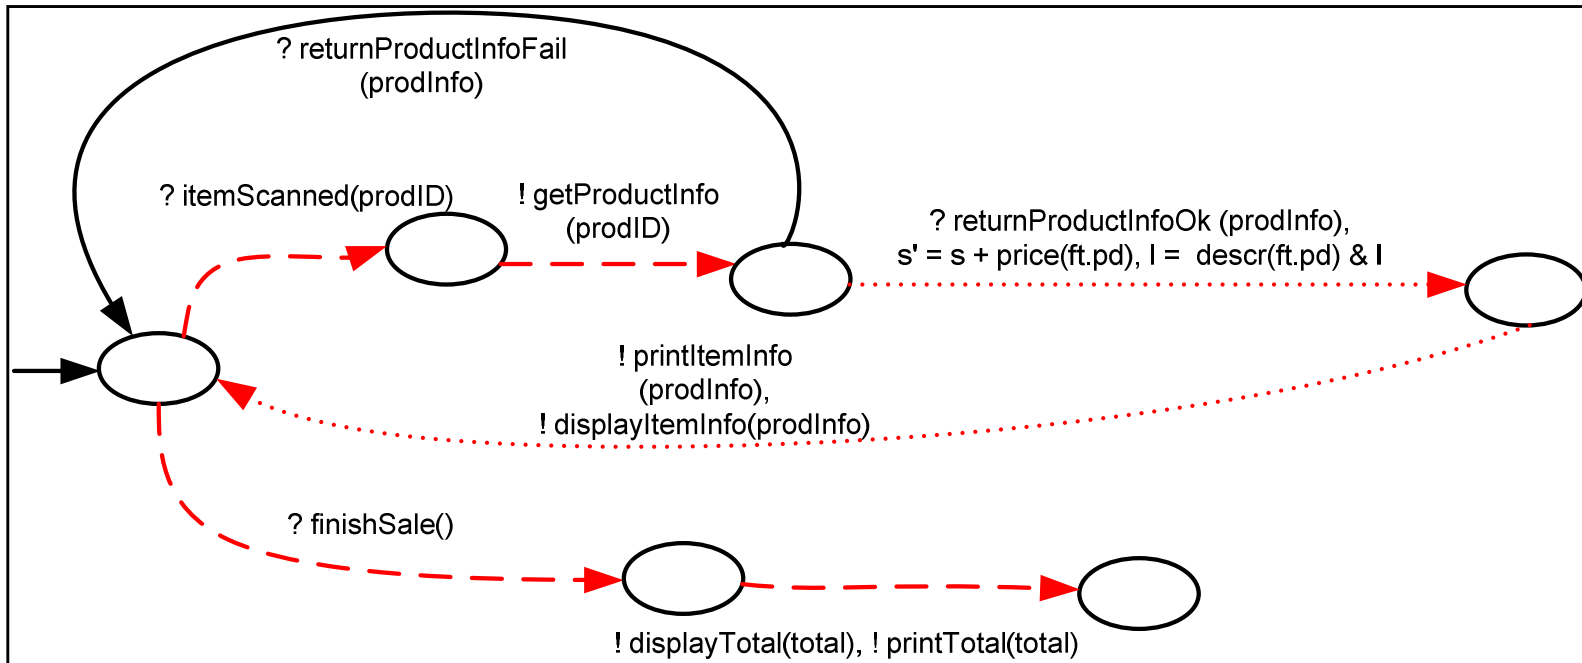 ? returnProductInfoFail
(prodInfo)
? itemScanned(prodID)
! getProductInfo
(prodID)
? returnProductInfoOk (prodInfo),
s' = s + price(ft.pd), l = descr(ft.pd) & l
! printItemInfo
(prodInfo),
! displayItemInfo(prodInfo)
? finishSale()
! displayTotal(total), ! printTotal(total)